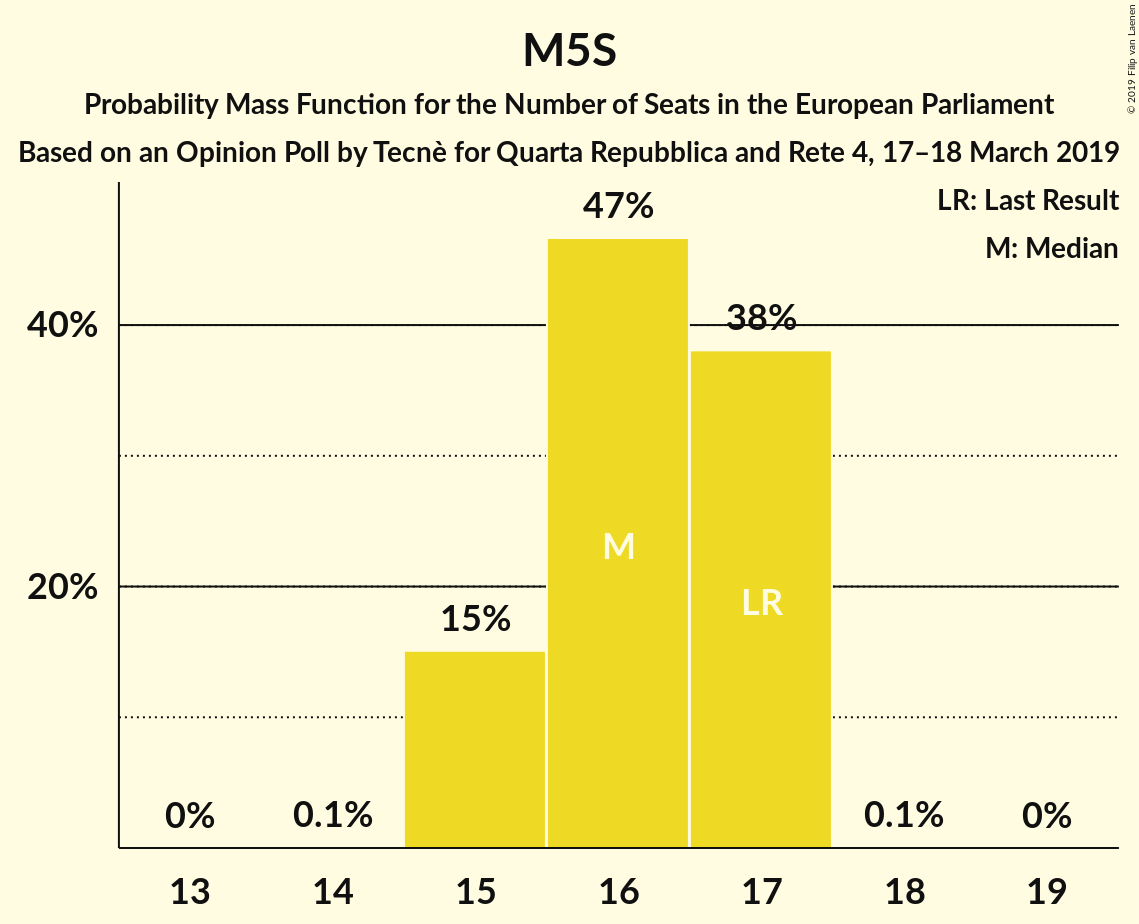 M5S
Probability Mass Function for the Number of Seats in the European Parliament
Based on an Opinion Poll by Tecnè for Quarta Repubblica and Rete 4, 17–18 March 2019
© 2019 Filip van Laenen
LR: Last Result
M: Median
47%
38%
40%
M
LR
20%
15%
0%
0.1%
0.1%
0%
13
14
15
16
17
18
19